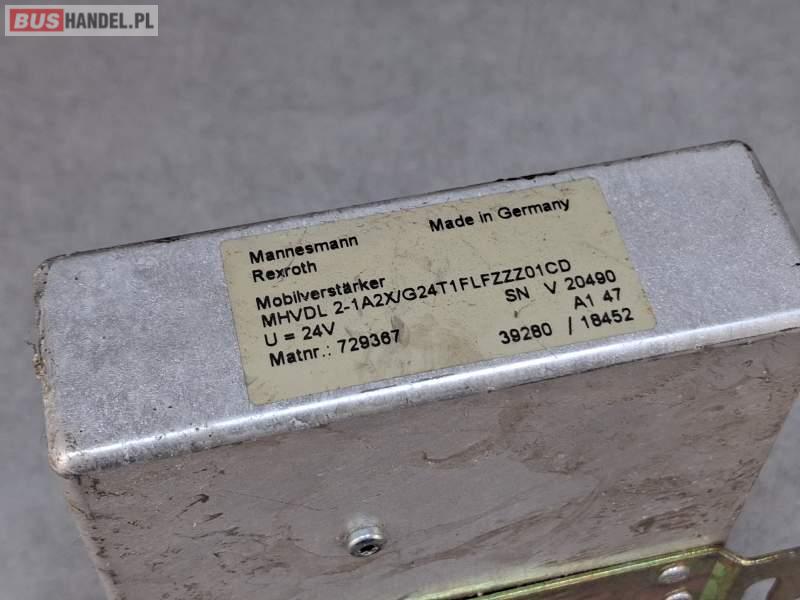 BUSHANDEL.PL
Mannesmann
Rexroth
Made in Germany
Mobilverstärker
MHVDL 2-1A2X/G24T1FLFZZZ01CD
U = 24V
SN V 20490
A1 47
Matnr.: 729367
39280 / 18452